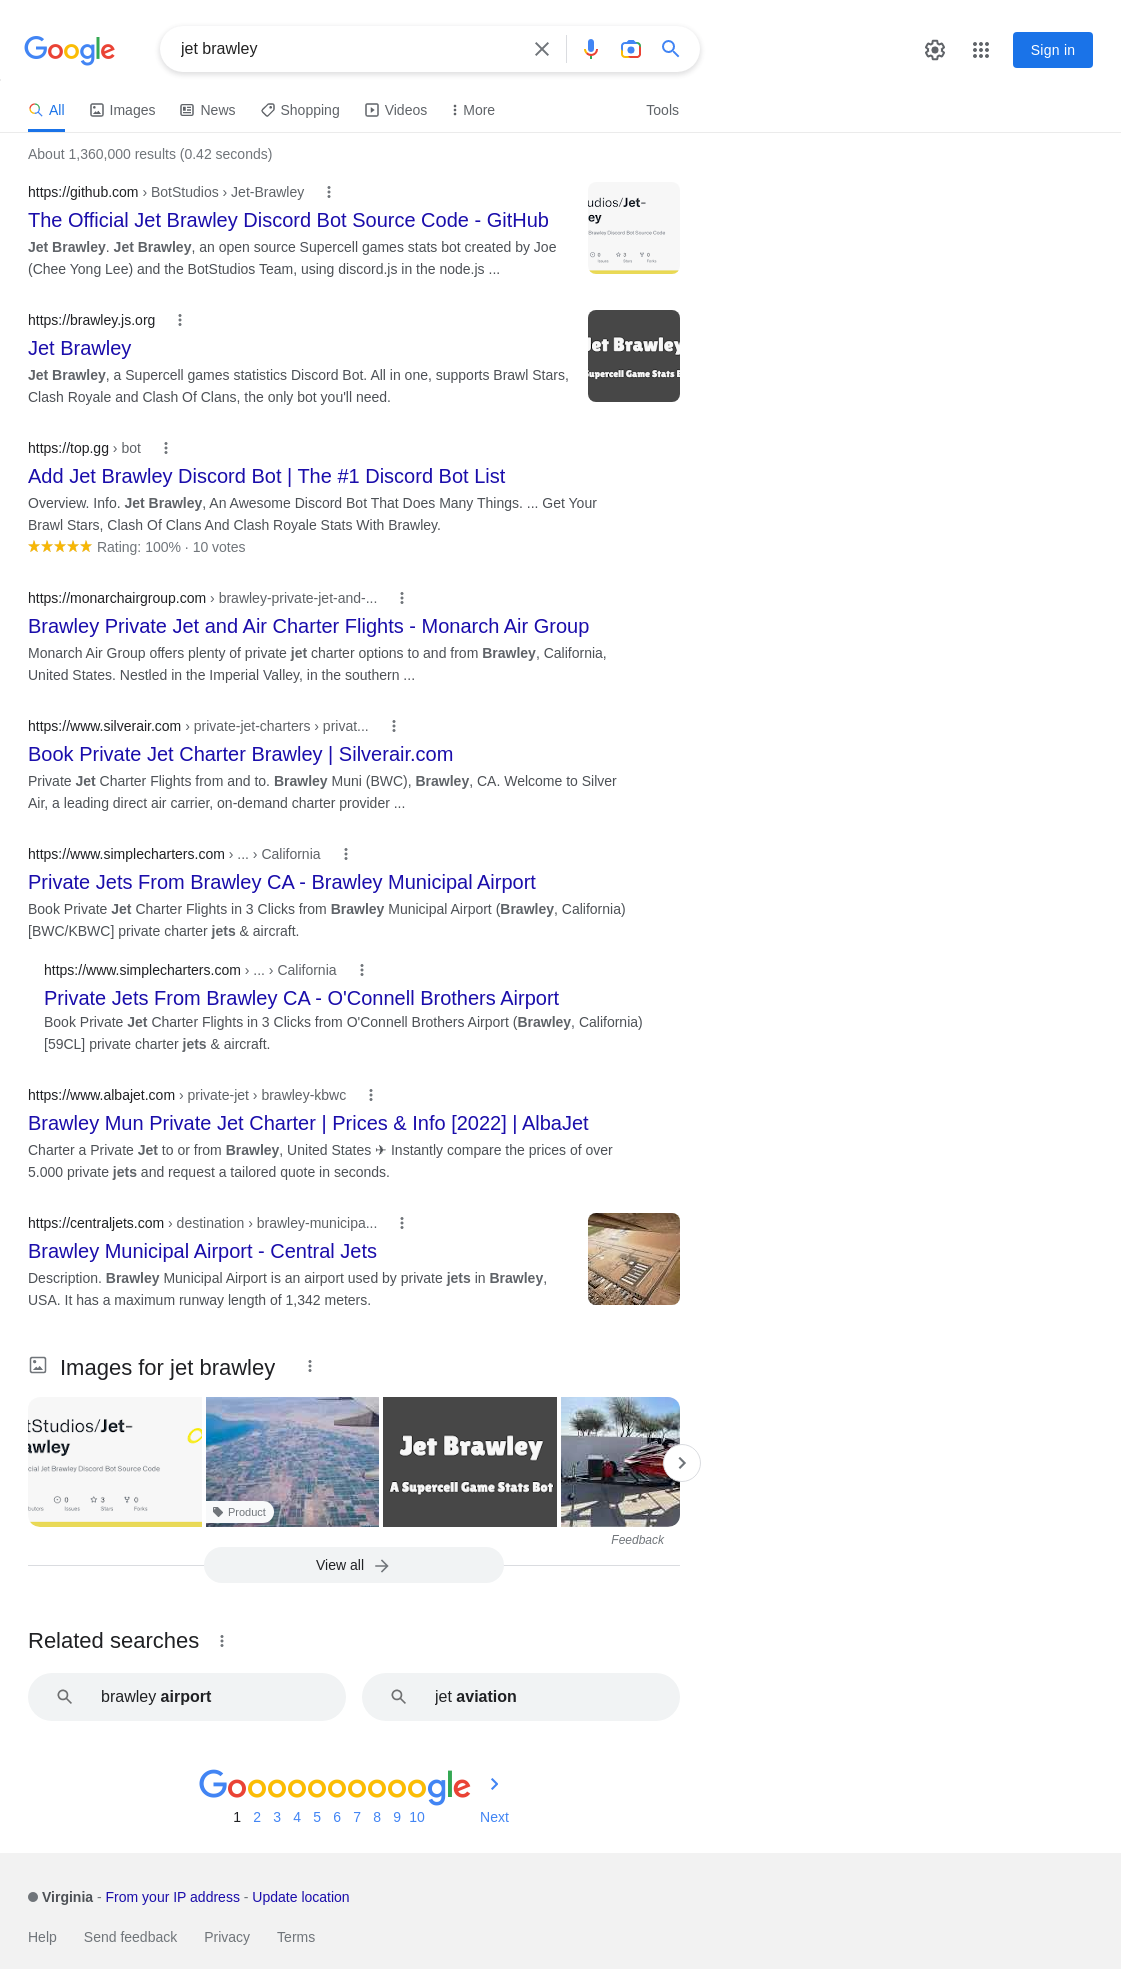 Google
jet brawley
Sign in
All
Images
News
Shopping
Videos
More
Tools
About 1,360,000 results (0.42 seconds)
https://github.com › BotStudios › Jet-Brawley
The Official Jet Brawley Discord Bot Source Code - GitHub
Jet Brawley. Jet Brawley, an open source Supercell games stats bot created by Joe
(Chee Yong Lee) and the BotStudios Team, using discord.js in the node.js ...
udios/Jet-
ey
Brawley Discord Bot Source Code
0 3 0
Issues Stars Forks
https://brawley.js.org
Jet Brawley
Jet Brawley, a Supercell games statistics Discord Bot. All in one, supports Brawl Stars,
Clash Royale and Clash Of Clans, the only bot you'll need.
Jet Brawley
Supercell Game Stats B
https://top.gg › bot
Add Jet Brawley Discord Bot | The #1 Discord Bot List
Overview. Info. Jet Brawley, An Awesome Discord Bot That Does Many Things. ... Get Your
Brawl Stars, Clash Of Clans And Clash Royale Stats With Brawley.
Rating: 100% · 10 votes
https://monarchairgroup.com › brawley-private-jet-and-...
Brawley Private Jet and Air Charter Flights - Monarch Air Group
Monarch Air Group offers plenty of private jet charter options to and from Brawley, California,
United States. Nestled in the Imperial Valley, in the southern ...
https://www.silverair.com › private-jet-charters › privat...
Book Private Jet Charter Brawley | Silverair.com
Private Jet Charter Flights from and to. Brawley Muni (BWC), Brawley, CA. Welcome to Silver
Air, a leading direct air carrier, on-demand charter provider ...
https://www.simplecharters.com › ... › California
Private Jets From Brawley CA - Brawley Municipal Airport
Book Private Jet Charter Flights in 3 Clicks from Brawley Municipal Airport (Brawley, California)
[BWC/KBWC] private charter jets & aircraft.
https://www.simplecharters.com › ... › California
Private Jets From Brawley CA - O'Connell Brothers Airport
Book Private Jet Charter Flights in 3 Clicks from O'Connell Brothers Airport (Brawley, California)
[59CL] private charter jets & aircraft.
https://www.albajet.com › private-jet › brawley-kbwc
Brawley Mun Private Jet Charter | Prices & Info [2022] | AlbaJet
Charter a Private Jet to or from Brawley, United States ✈ Instantly compare the prices of over
5.000 private jets and request a tailored quote in seconds.
https://centraljets.com › destination › brawley-municipa...
Brawley Municipal Airport - Central Jets
Description. Brawley Municipal Airport is an airport used by private jets in Brawley,
USA. It has a maximum runway length of 1,342 meters.
Images for jet brawley
tStudios/Jet-
awley
cial Jet Brawley Discord Bot Source Code
0 3 0
butors Issues Stars Forks
Product
Jet Brawley
A Supercell Game Stats Bot
Feedback
View all
Related searches
brawley airport
jet aviation
Goooooooooogle
1 2 3 4 5 6 7 8 9 10 Next
Virginia - From your IP address - Update location
Help Send feedback Privacy Terms